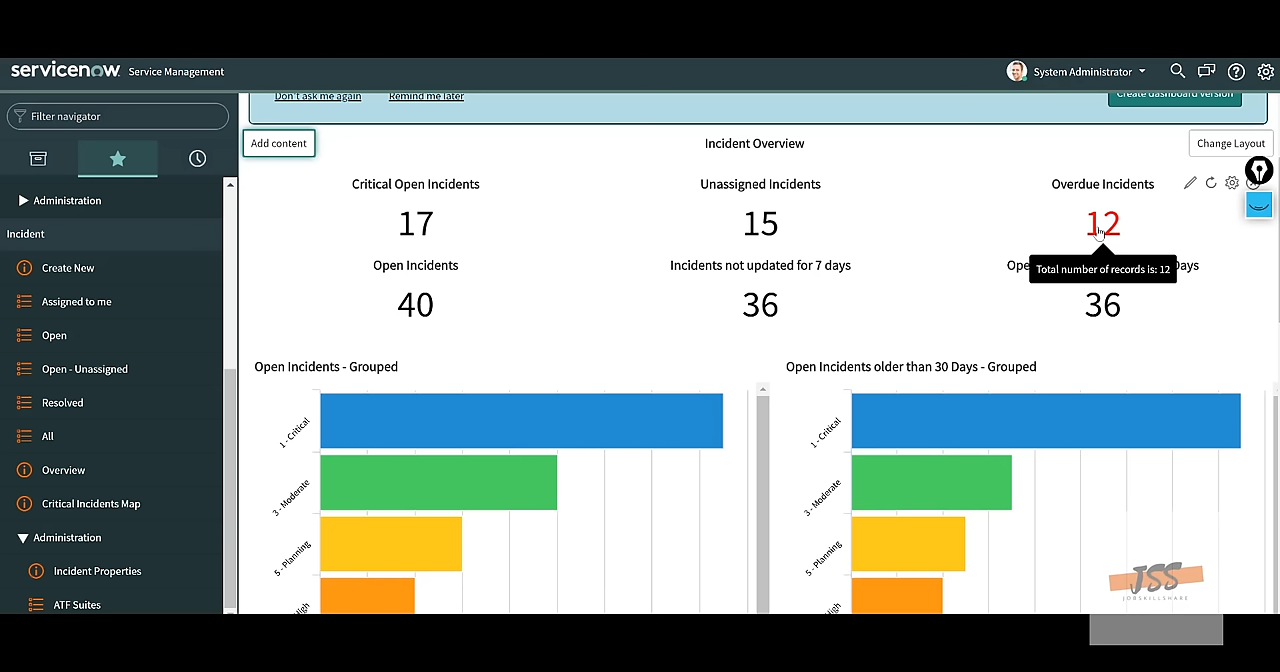 servicenow Service Management
System Administrator
Don't ask me again Remind me later
Create dashboard version
Filter navigator
Administration
Incident
Create New
Assigned to me
Open
Open - Unassigned
Resolved
All
Overview
Critical Incidents Map
Administration
Incident Properties
ATF Suites
Add content
Incident Overview
Change Layout
Critical Open Incidents
17
Unassigned Incidents
15
Overdue Incidents
12
Total number of records is: 12
Open Incidents
40
Incidents not updated for 7 days
36
Ope Days
36
Open Incidents - Grouped
1 - Critical
3 - Moderate
5 - Planning
High
Open Incidents older than 30 Days - Grouped
1 - Critical
3 - Moderate
5 - Planning
High
JSS
JOBSKILLSHARE